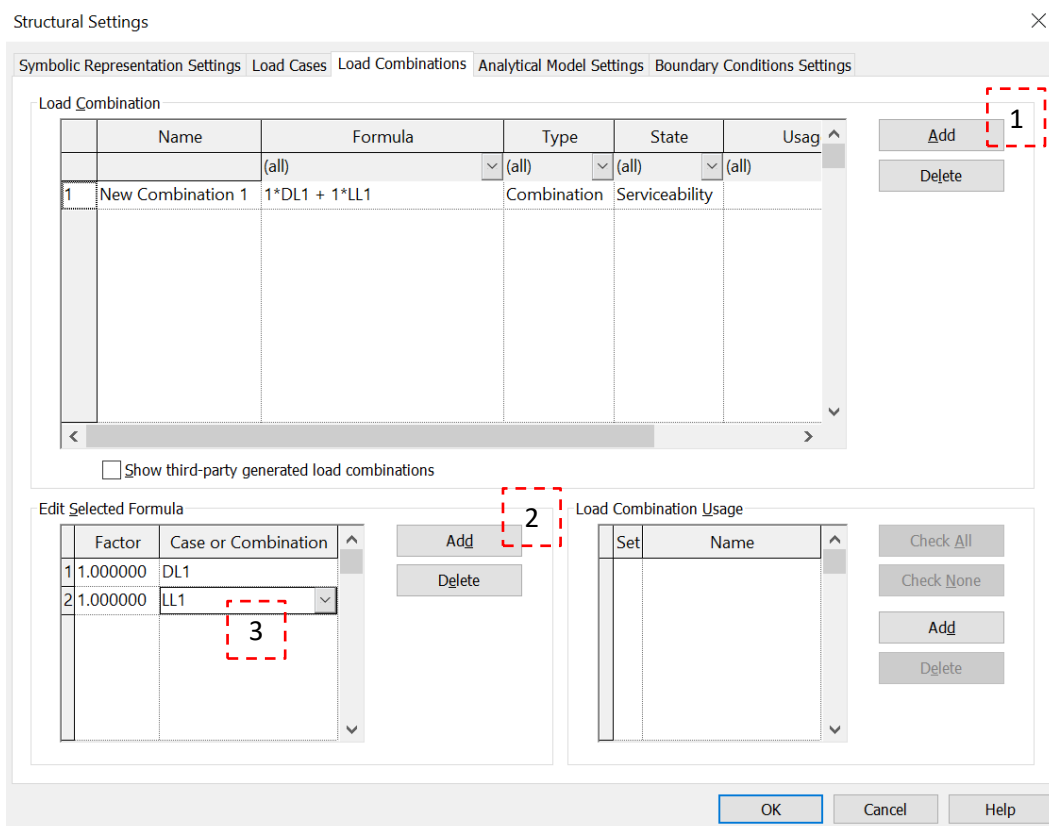 Structural Settings
Symbolic Representation Settings Load Cases Load Combinations Analytical Model Settings Boundary Conditions Settings
Load Combination
Name Formula Type State Usag
(all) (all) (all) (all)
1 New Combination 1 1*DL1 + 1*LL1 Combination Serviceability
Add
1
Delete
Show third-party generated load combinations
Edit Selected Formula
Factor Case or Combination
1 1.000000 DL1
2 1.000000 LL1
3
Add
2
Delete
Load Combination Usage
Set Name
Check All
Check None
Add
Delete
OK Cancel Help